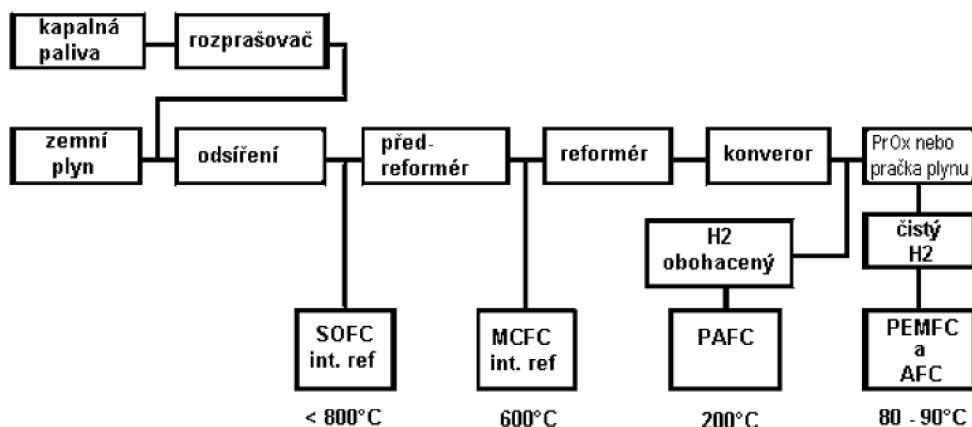 kapalná
paliva
rozprašovač
zemní
plyn
odsíření
před-
reformér
reformér
konveror
PrOx nebo
pračka plynu
H2
obohacený
čistý
H2
SOFC
int. ref
MCFC
int. ref
PAFC
PEMFC
a
AFC
< 800°C
600°C
200°C
80 - 90°C